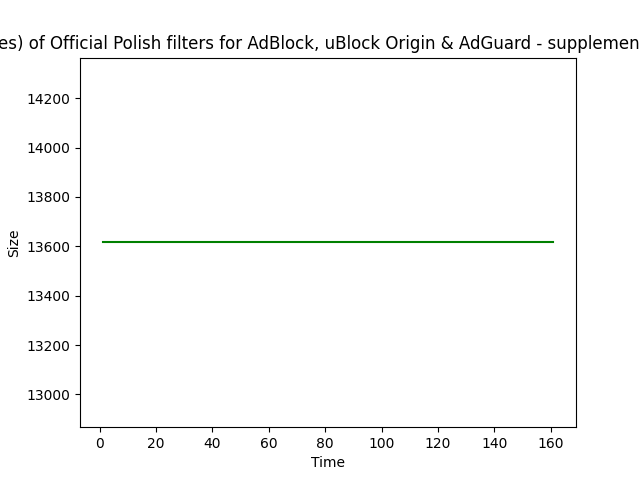 es) of Official Polish filters for AdBlock, uBlock Origin & AdGuard - supplemen
14200
14000
13800
13600
13400
13200
13000
Size
0 20 40 60 80 100 120 140 160
Time